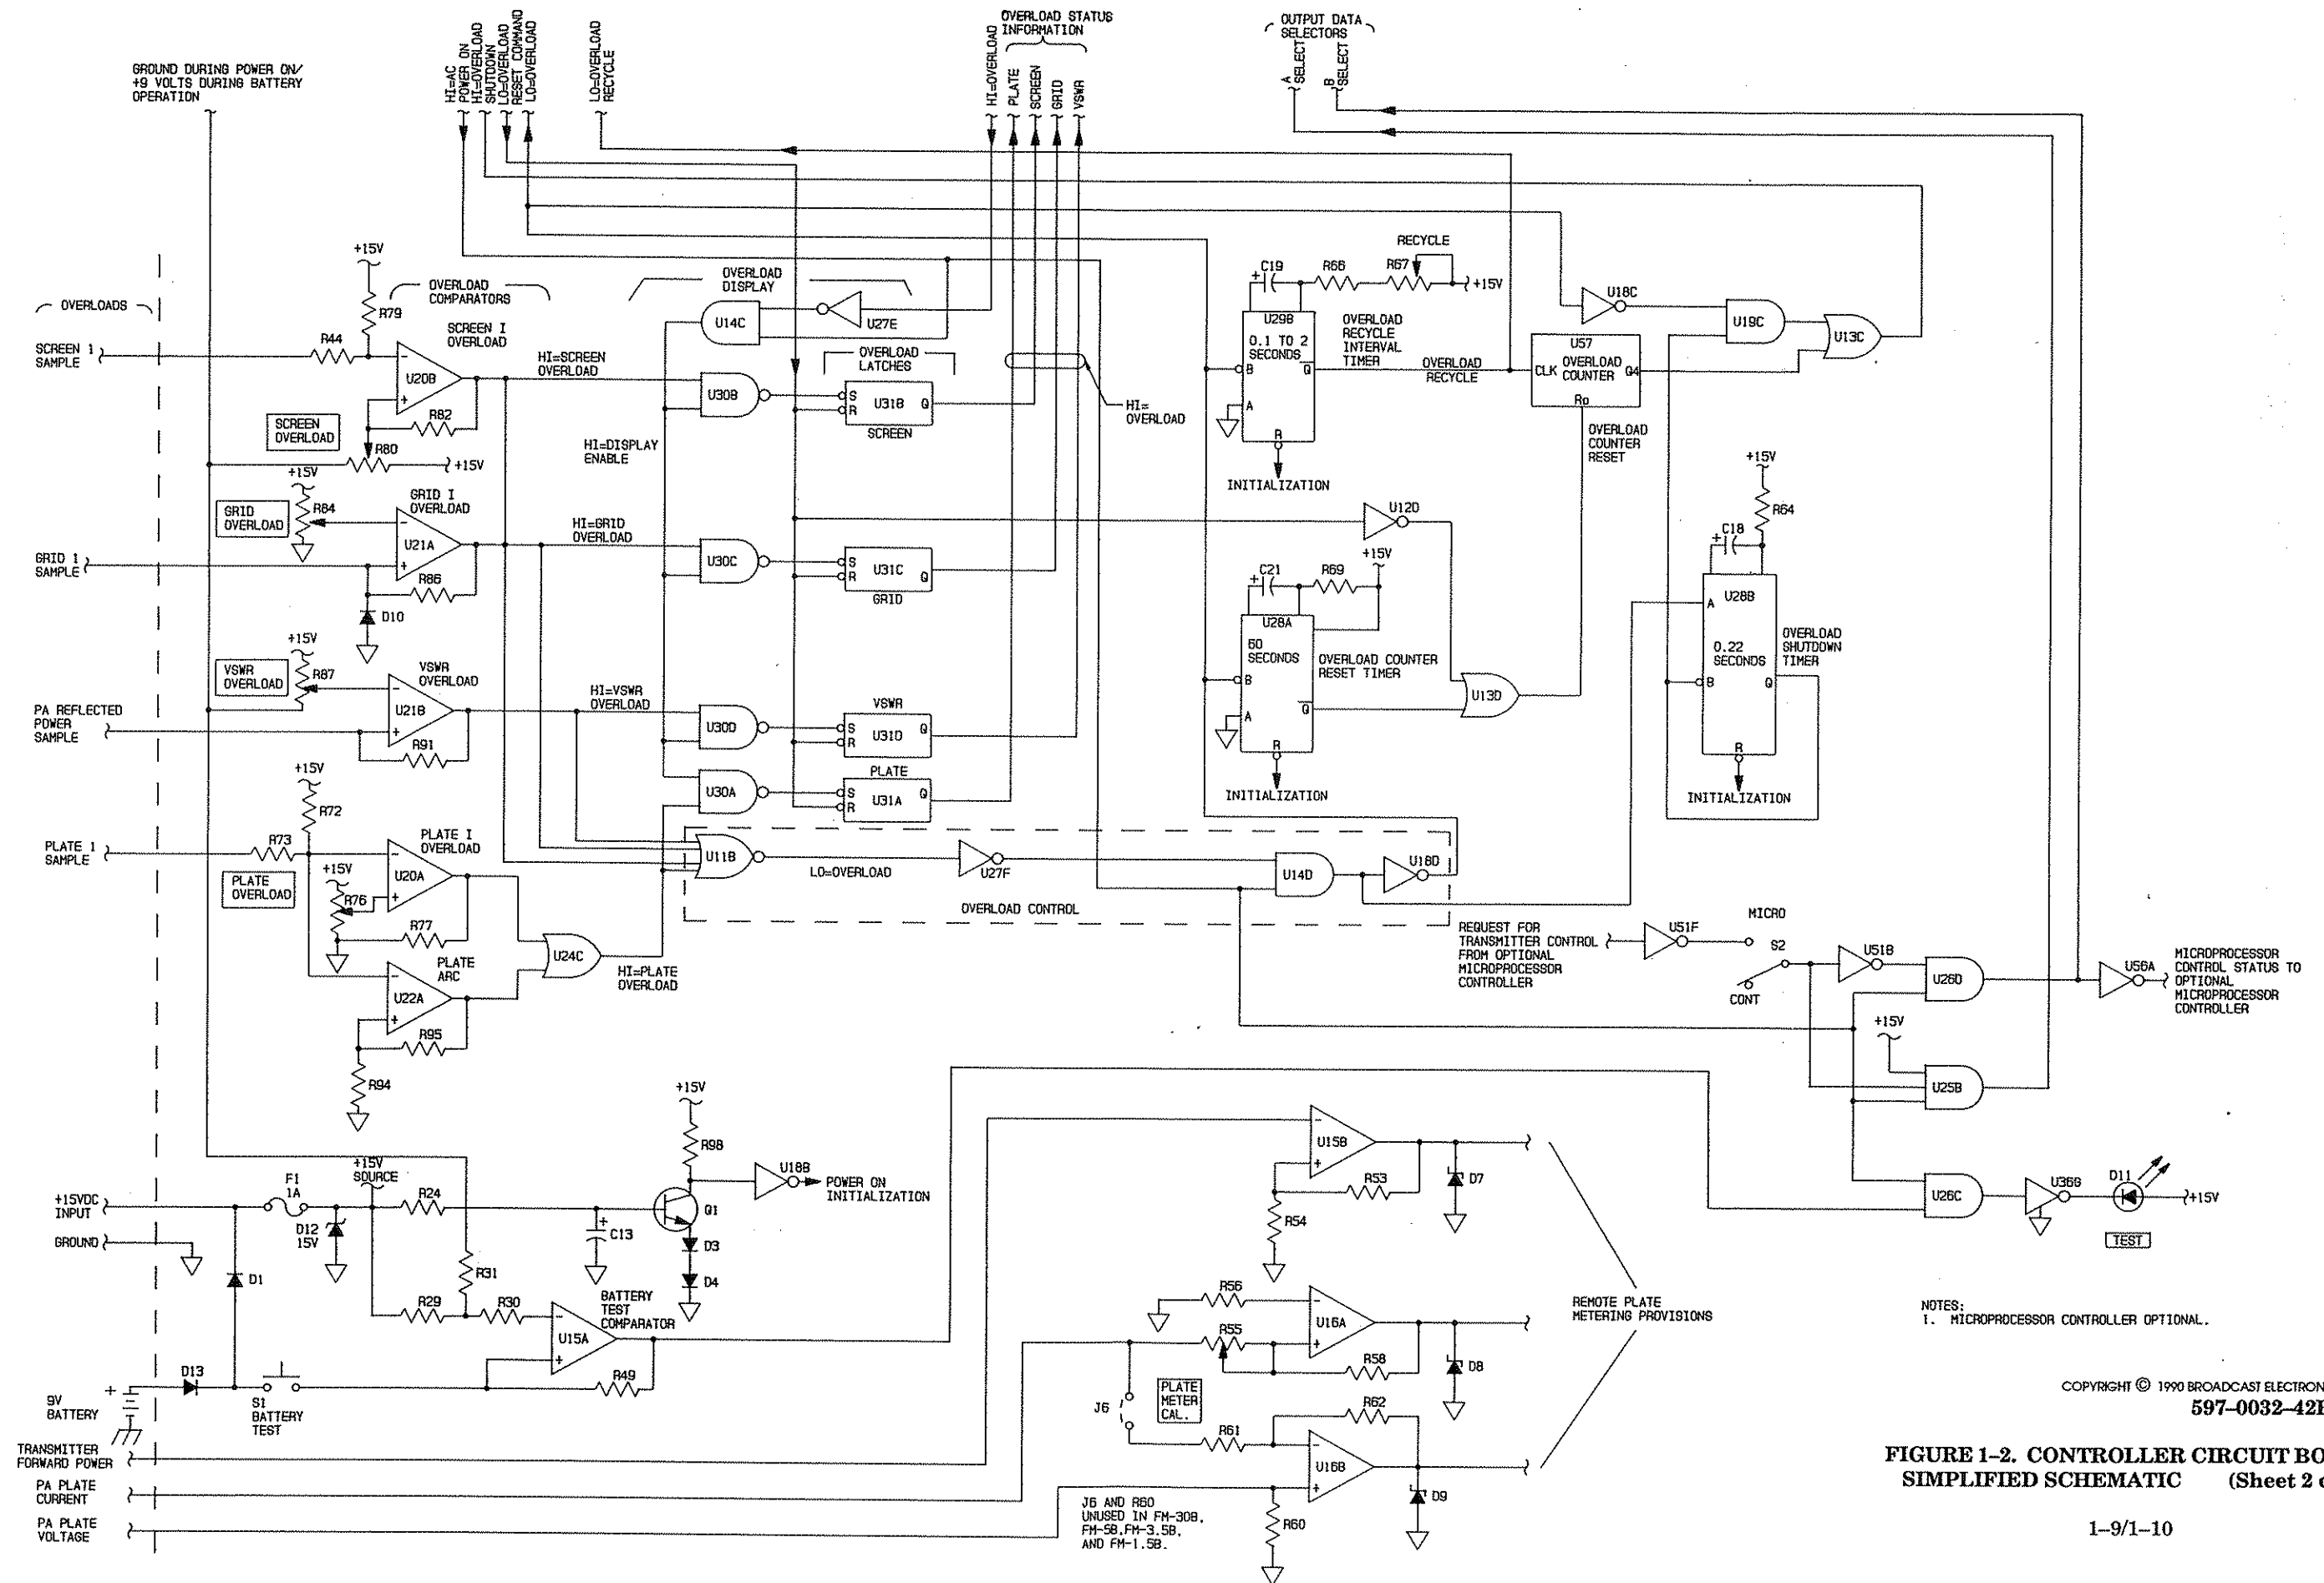 GROUND DURING POWER ON/
+9 VOLTS DURING BATTERY
OPERATION
HI=AC
POWER ON
HI=OVERLOAD
SHUTDOWN
LO=OVERLOAD
RESET COMMAND
LO=OVERLOAD
LO=OVERLOAD
RECYCLE
OVERLOAD STATUS
INFORMATION
HI=OVERLOAD
PLATE
SCREEN
GRID
VSWR
OUTPUT DATA
SELECTORS
A
SELECT
B
SELECT
OVERLOADS
+15V
R79
OVERLOAD
COMPARATORS
SCREEN I
OVERLOAD
SCREEN 1
SAMPLE
R44
-
U20B
+
R82
SCREEN
OVERLOAD
R80
+15V
HI=SCREEN
OVERLOAD
OVERLOAD
DISPLAY
U14C
U27E
OVERLOAD
LATCHES
U30B
S
R
U31B
Q
SCREEN
HI=DISPLAY
ENABLE
HI=
OVERLOAD
+15V
R84
GRID
OVERLOAD
GRID I
OVERLOAD
-
U21A
+
R86
D10
GRID 1
SAMPLE
HI=GRID
OVERLOAD
U30C
S
R
U31C
Q
GRID
+15V
R87
VSWR
OVERLOAD
VSWR
OVERLOAD
-
U21B
+
R91
PA REFLECTED
POWER
SAMPLE
HI=VSWR
OVERLOAD
U30D
VSWR
S
R
U31D
Q
U30A
PLATE
S
R
U31A
Q
+15V
R72
PLATE 1
SAMPLE
R73
PLATE
OVERLOAD
+15V
R76
PLATE I
OVERLOAD
-
U20A
+
R77
PLATE
ARC
-
U22A
+
R95
R94
U24C
HI=PLATE
OVERLOAD
U11B
LO=OVERLOAD
U27F
U14D
U18D
OVERLOAD CONTROL
C19
+
R66
RECYCLE
R67
+15V
U29B
0.1 TO 2
SECONDS
B
A
Q
R
OVERLOAD
RECYCLE
INTERVAL
TIMER
OVERLOAD
RECYCLE
INITIALIZATION
U57
CLK
OVERLOAD
COUNTER
Q4
Ro
OVERLOAD
COUNTER
RESET
U18C
U19C
U13C
U12D
+15V
C21
+
R69
U28A
60
SECONDS
B
A
Q
R
OVERLOAD COUNTER
RESET TIMER
INITIALIZATION
U13D
+15V
R64
C18
+
U28B
A
0.22
SECONDS
B
Q
R
OVERLOAD
SHUTDOWN
TIMER
INITIALIZATION
REQUEST FOR
TRANSMITTER CONTROL
FROM OPTIONAL
MICROPROCESSOR
CONTROLLER
U51F
MICRO
S2
CONT
U51B
U26D
U56A
MICROPROCESSOR
CONTROL STATUS TO
OPTIONAL
MICROPROCESSOR
CONTROLLER
+15V
U25B
U26C
U36G
D11
+15V
TEST
+15VDC
INPUT
F1
1A
+15V
SOURCE
R24
D12
15V
GROUND
D1
R31
R29
R30
C13
+
+15V
R98
Q1
D3
D4
U18B
POWER ON
INITIALIZATION
BATTERY
TEST
COMPARATOR
-
U15A
+
R49
D13
+
9V
BATTERY
S1
BATTERY
TEST
TRANSMITTER
FORWARD POWER
PA PLATE
CURRENT
PA PLATE
VOLTAGE
-
U15B
+
R53
R54
D7
R56
-
U16A
+
R55
R58
D8
J6
PLATE
METER
CAL.
R61
R62
-
U16B
+
D9
R60
J6 AND R60
UNUSED IN FM-30B,
FM-5B,FM-3.5B,
AND FM-1.5B.
REMOTE PLATE
METERING PROVISIONS
NOTES:
1. MICROPROCESSOR CONTROLLER OPTIONAL.
COPYRIGHT © 1990 BROADCAST ELECTRON
597-0032-42
FIGURE 1-2. CONTROLLER CIRCUIT BO
SIMPLIFIED SCHEMATIC (Sheet 2
1-9/1-10